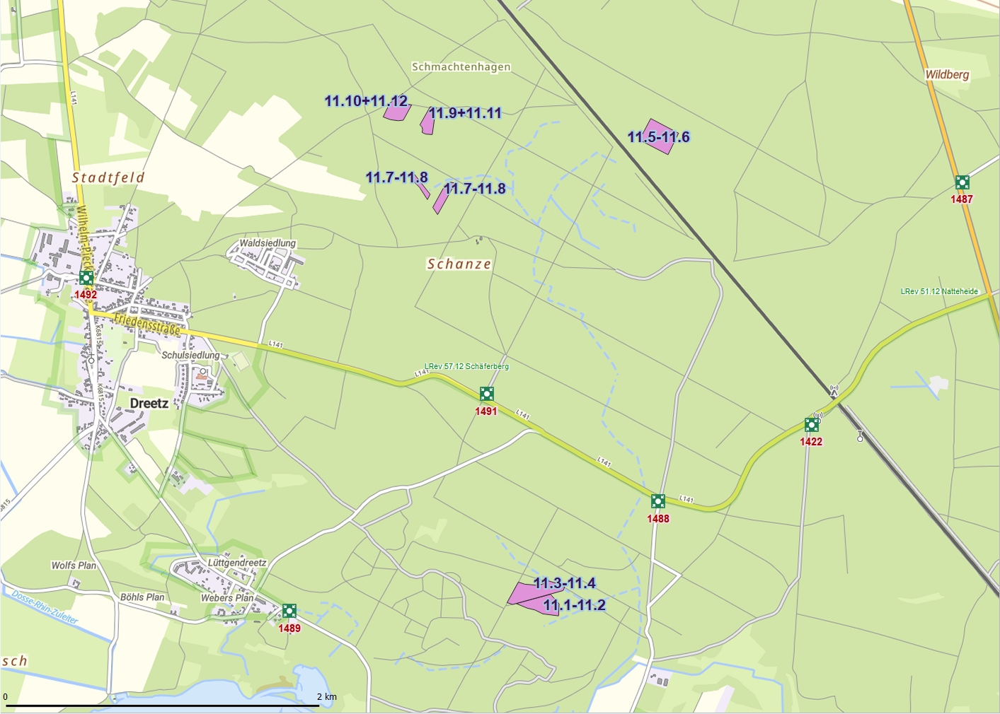 Schmachtenhagen
Wildberg
L141
11.10+11.12
11.9+11.11
11.5-11.6
Stadtfeld
11.7-11.8
11.7-11.8
1487
Wilhelm-Pieck
Waldsiedlung
Schanze
1492
LRev 51.12 Natteheide
Friedensstraße
K6815
L141
Schulsiedlung
LRev 57.12 Schäferberg
L141
K6815
Dreetz
1491
L141
1422
L141
6815
L141
1488
Wolfs Plan
Lüttgendreetz
11.3-11.4
Böhls Plan
Webers Plan
11.1-11.2
Dosse-Rhin-Zuleiter
1489
sch
0
2 km